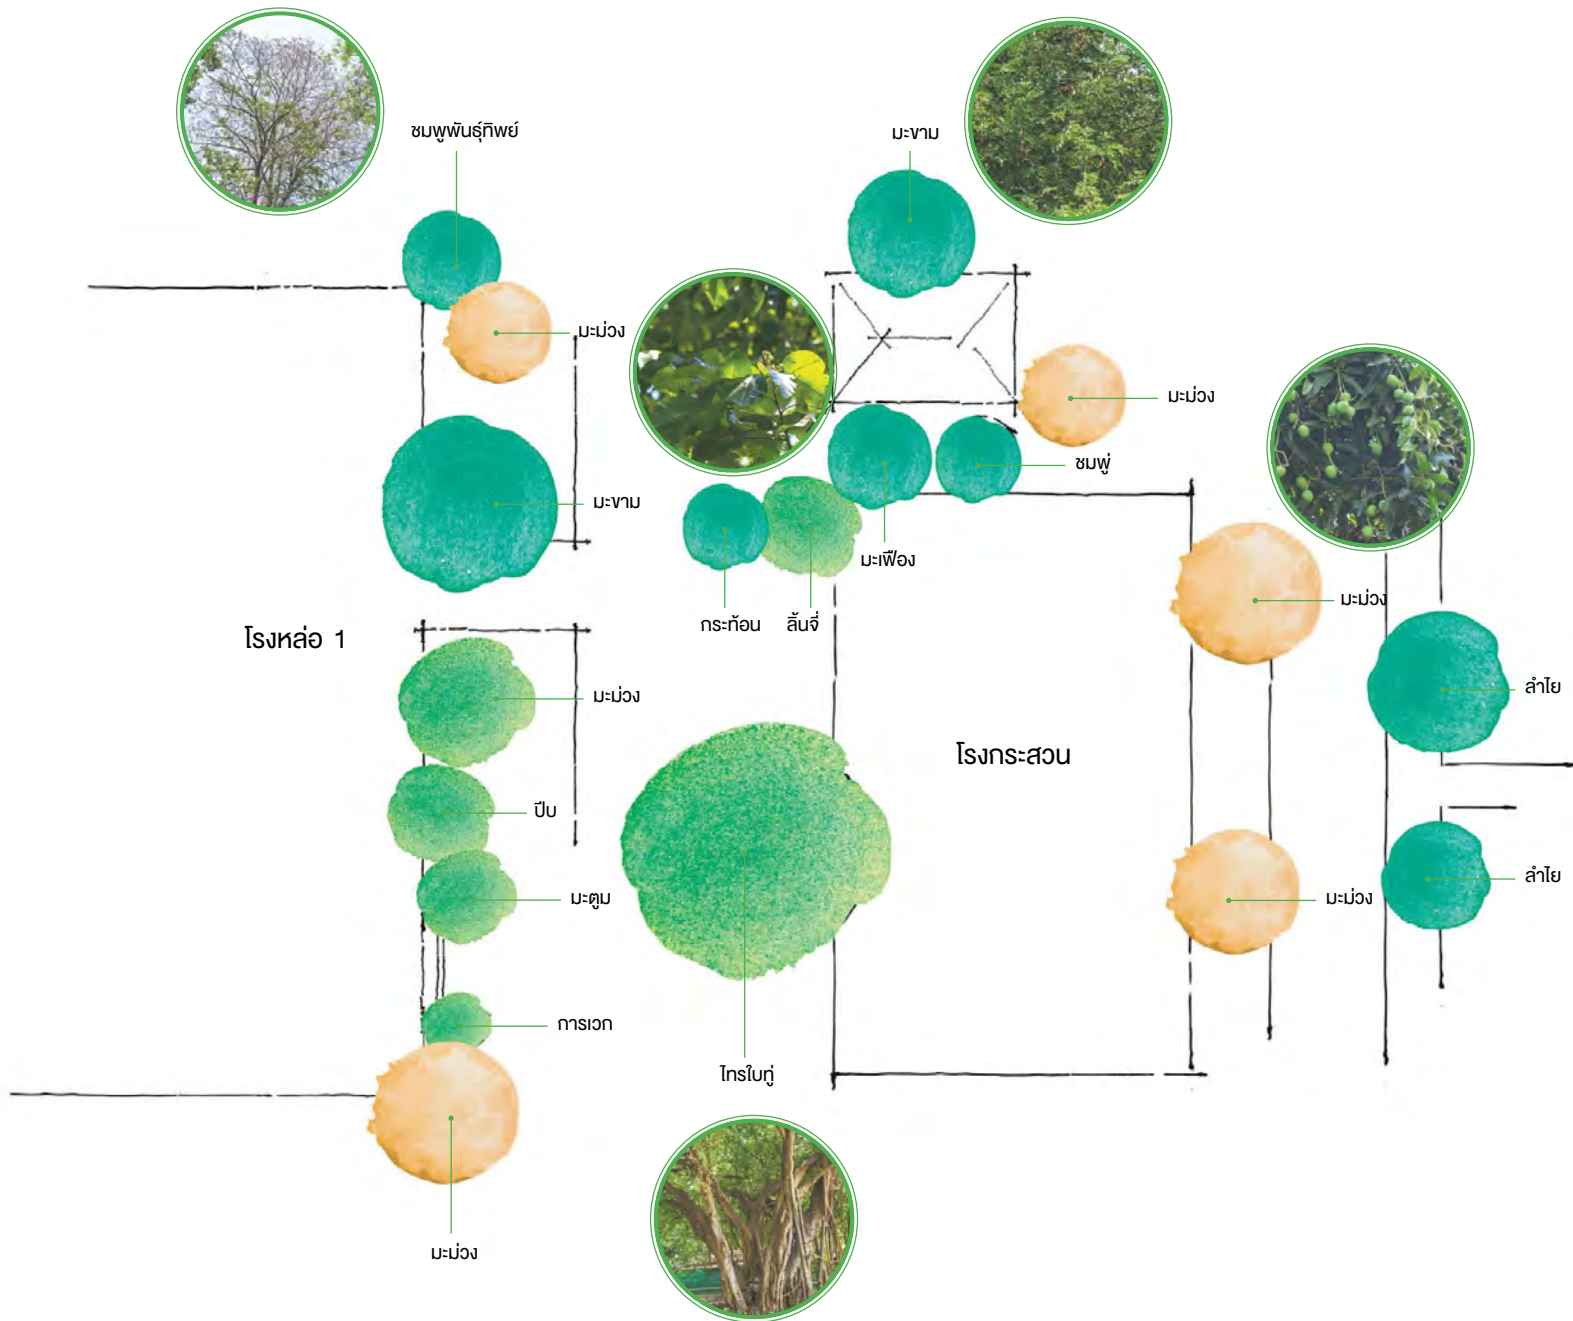 ชมพูพันธุ์ทิพย์
มะขาม
มะม่วง
มะม่วง
ชมพู่
มะขาม
มะเฟือง
มะม่วง
กระท้อน
ลิ้นจี่
โรงหล่อ 1
มะม่วง
ลำไย
โรงกระสวน
ปีบ
มะตูม
มะม่วง
ลำไย
การเวก
ไทรใบทู่
มะม่วง